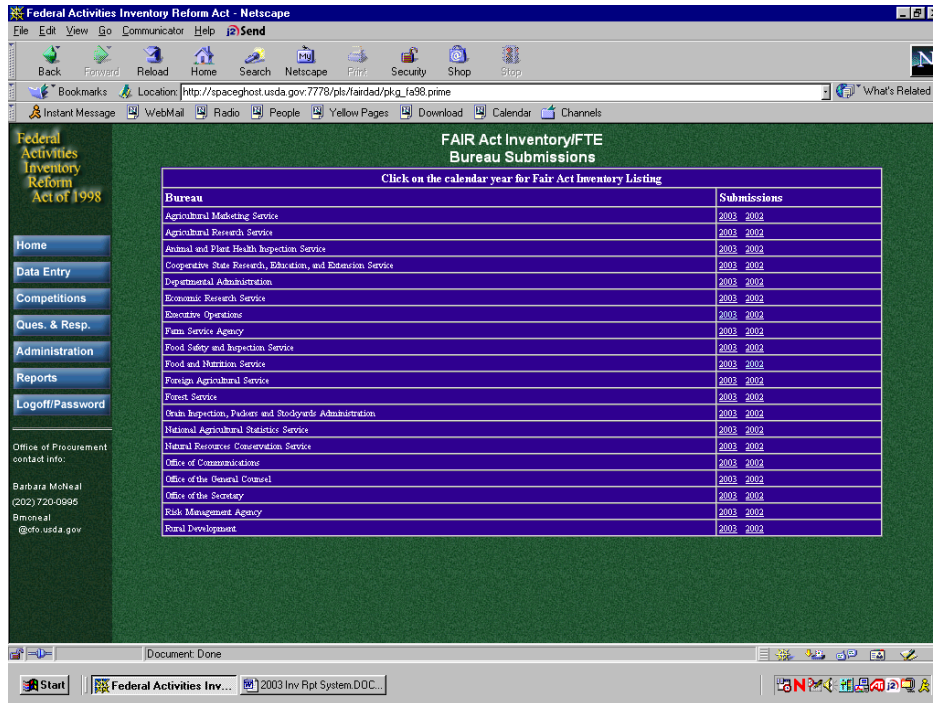 Federal Activities Inventory Reform Act - Netscape
File Edit View Go Communicator Help j2 Send
Back Forward Reload Home Search Netscape Print Security Shop Stop
My
N
Bookmarks Location: http://spaceghost.usda.gov:7778/pls/fairdad/pkg_fa98.prime What's Related
Instant Message WebMail Radio People Yellow Pages Download Calendar Channels
Federal
Activities
Inventory
Reform
Act of 1998
Home
Data Entry
Competitions
Ques. & Resp.
Administration
Reports
Logoff/Password
Office of Procurement
contact info:
Barbara McNeal
(202) 720-0995
Bmcneal
@cfo.usda.gov
FAIR Act Inventory/FTE
Bureau Submissions
Click on the calendar year for Fair Act Inventory Listing
Bureau Submissions
Agricultural Marketing Service 2003 2002
Agricultural Research Service 2003 2002
Animal and Plant Health Inspection Service 2003 2002
Cooperative State Research, Education, and Extension Service 2003 2002
Departmental Administration 2003 2002
Economic Research Service 2003 2002
Executive Operations 2003 2002
Farm Service Agency 2003 2002
Food Safety and Inspection Service 2003 2002
Food and Nutrition Service 2003 2002
Foreign Agricultural Service 2003 2002
Forest Service 2003 2002
Grain Inspection, Packers and Stockyards Administration 2003 2002
National Agricultural Statistics Service 2003 2002
Natural Resources Conservation Service 2003 2002
Office of Communications 2003 2002
Office of the General Counsel 2003 2002
Office of the Secretary 2003 2002
Risk Management Agency 2003 2002
Rural Development 2003 2002
Document: Done
Start Federal Activities Inv... 2003 Inv Rpt System.DOC...